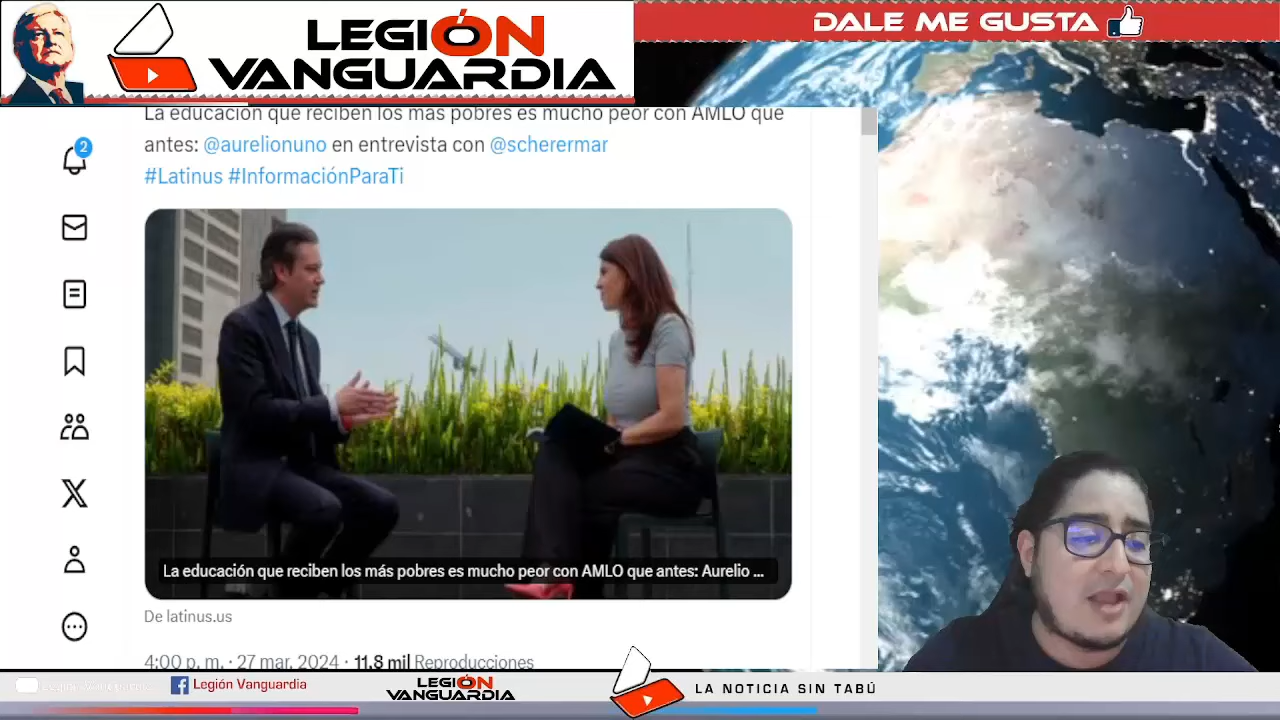 LEGIÓN
VANGUARDIA
DALE ME GUSTA
La educación que reciben los más pobres es mucho peor con AMLO que
antes: @aurelionuno en entrevista con @scherermar
#Latinus #InformaciónParaTi
2
La educación que reciben los más pobres es mucho peor con AMLO que antes: Aurelio ...
De latinus.us
4:00 p. m. · 27 mar. 2024 · 11.8 mil Reproducciones
Legión Vanguardia
LEGIÓN
VANGUARDIA
LA NOTICIA SIN TABÚ